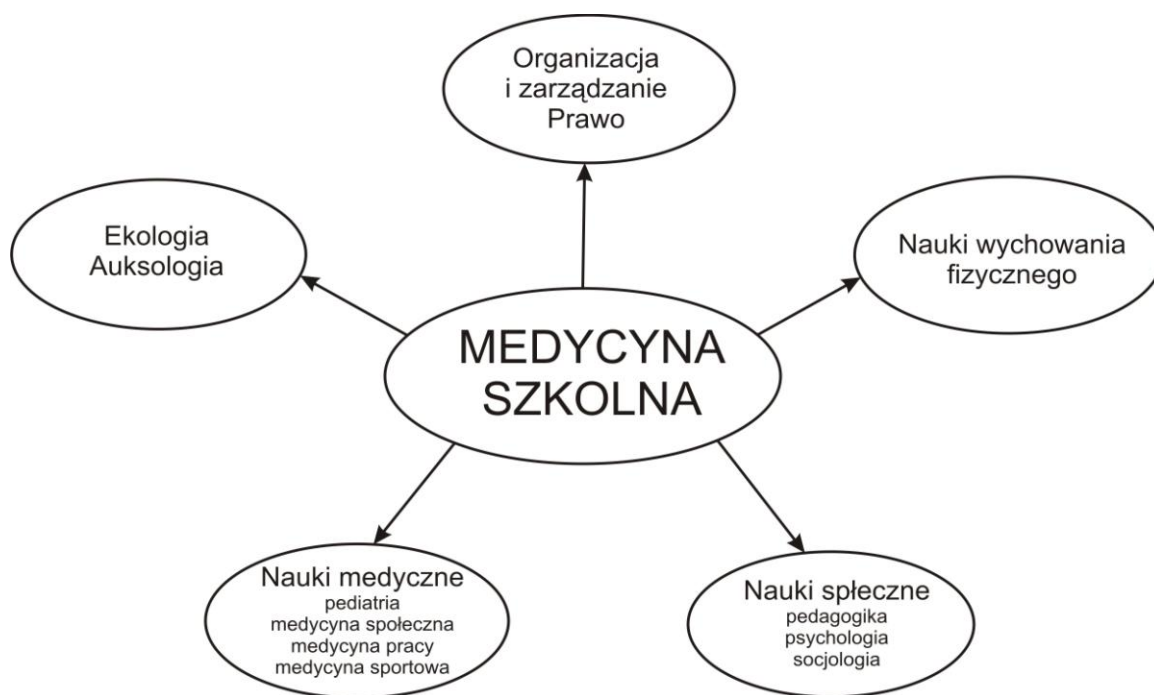 Organizacja
i zarządzanie
Prawo
Ekologia
Auksologia
Nauki wychowania
fizycznego
MEDYCYNA
SZKOLNA
Nauki medyczne
pediatria
medycyna społeczna
medycyna pracy
medycyna sportowa
Nauki spłeczne
pedagogika
psychologia
socjologia